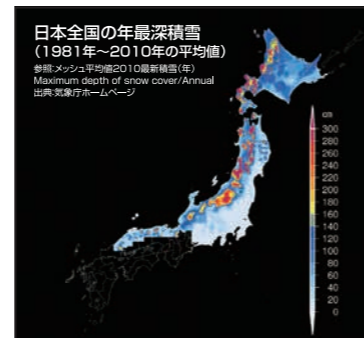 日本全国の年最深積雪
(1981年～2010年の平均値)
参照:メッシュ平均値2010最新積雪(年)
Maximum depth of snow cover/Annual
出典:気象庁ホームページ
cm
300
280
260
240
220
200
180
160
140
120
100
80
60
40
20
0